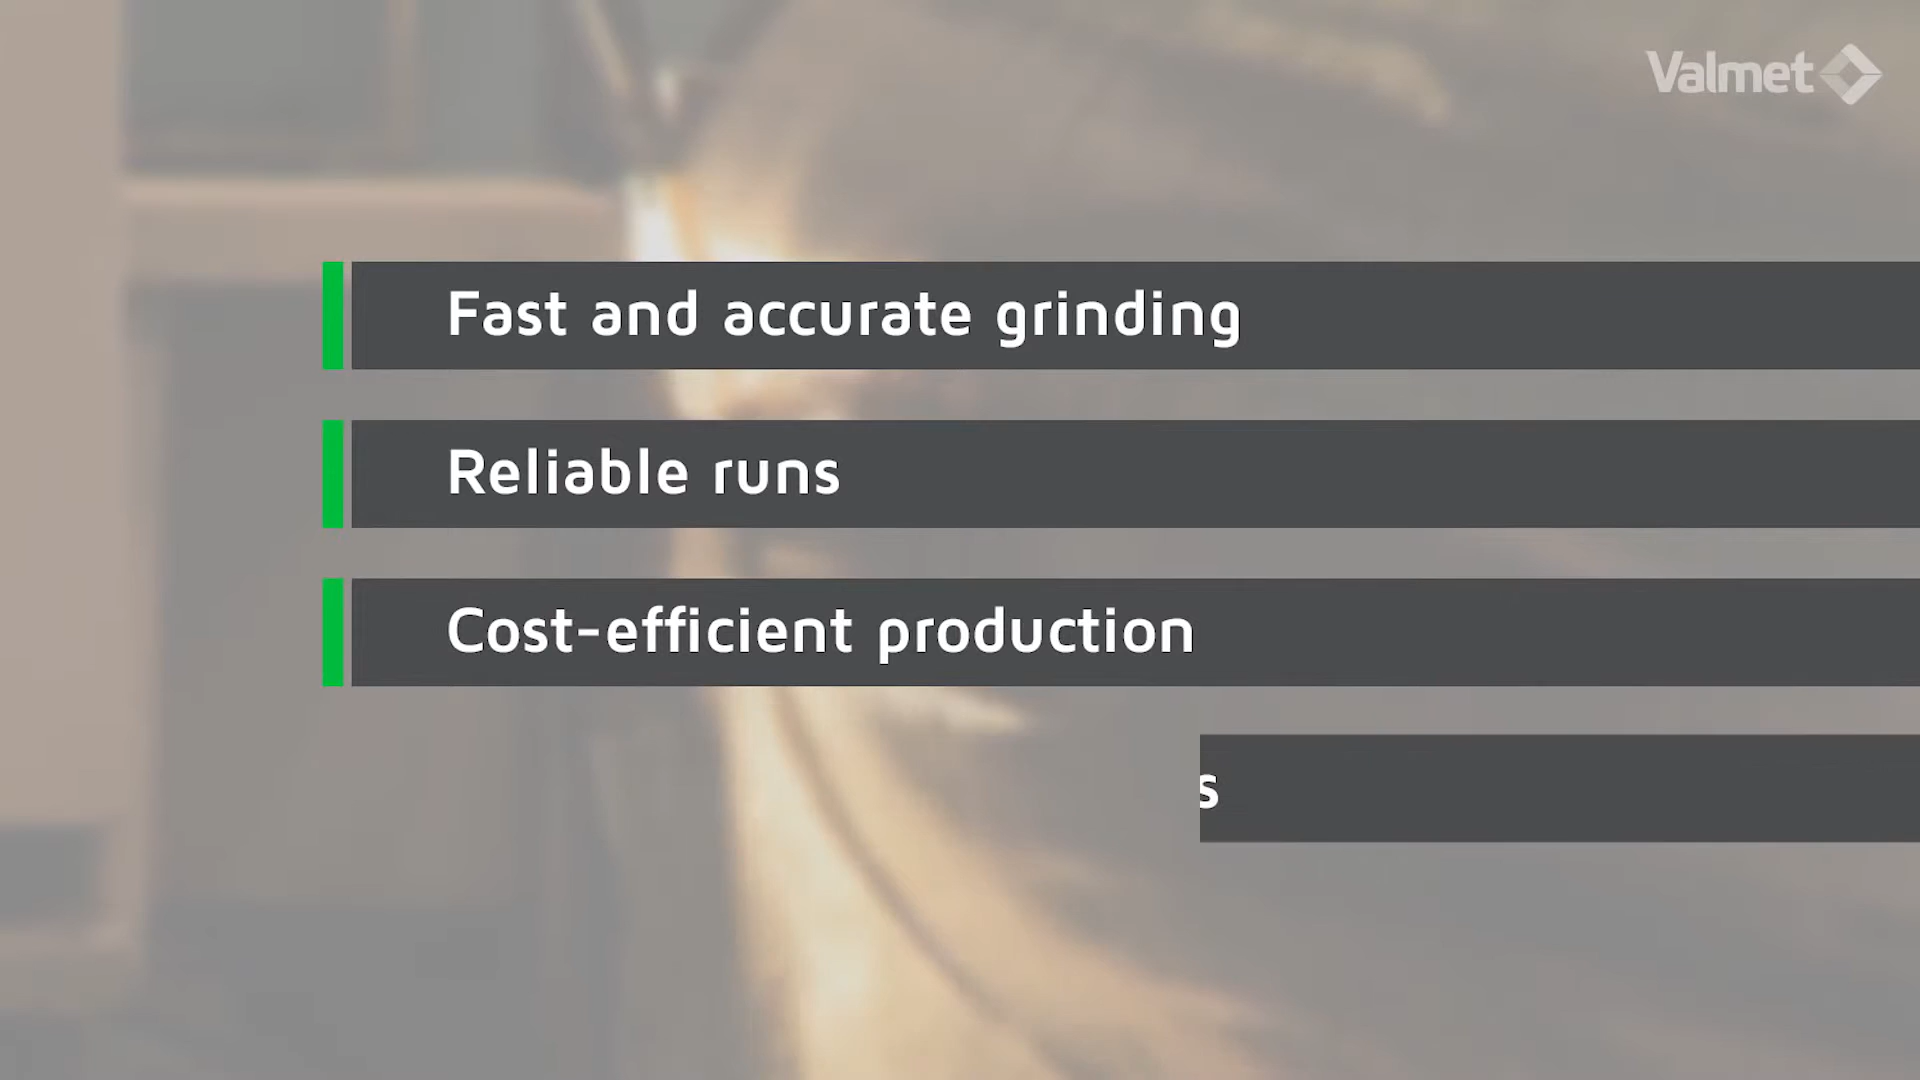 Valmet
Fast and accurate grinding
Reliable runs
Cost-efficient production